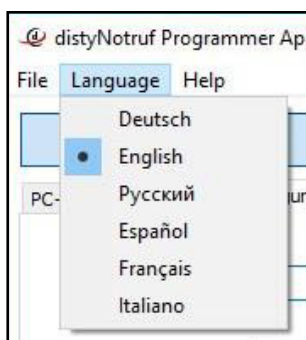 distyNotruf Programmer Ap
File Language Help
Deutsch
English
PC-
Русский
Español
Français
Italiano